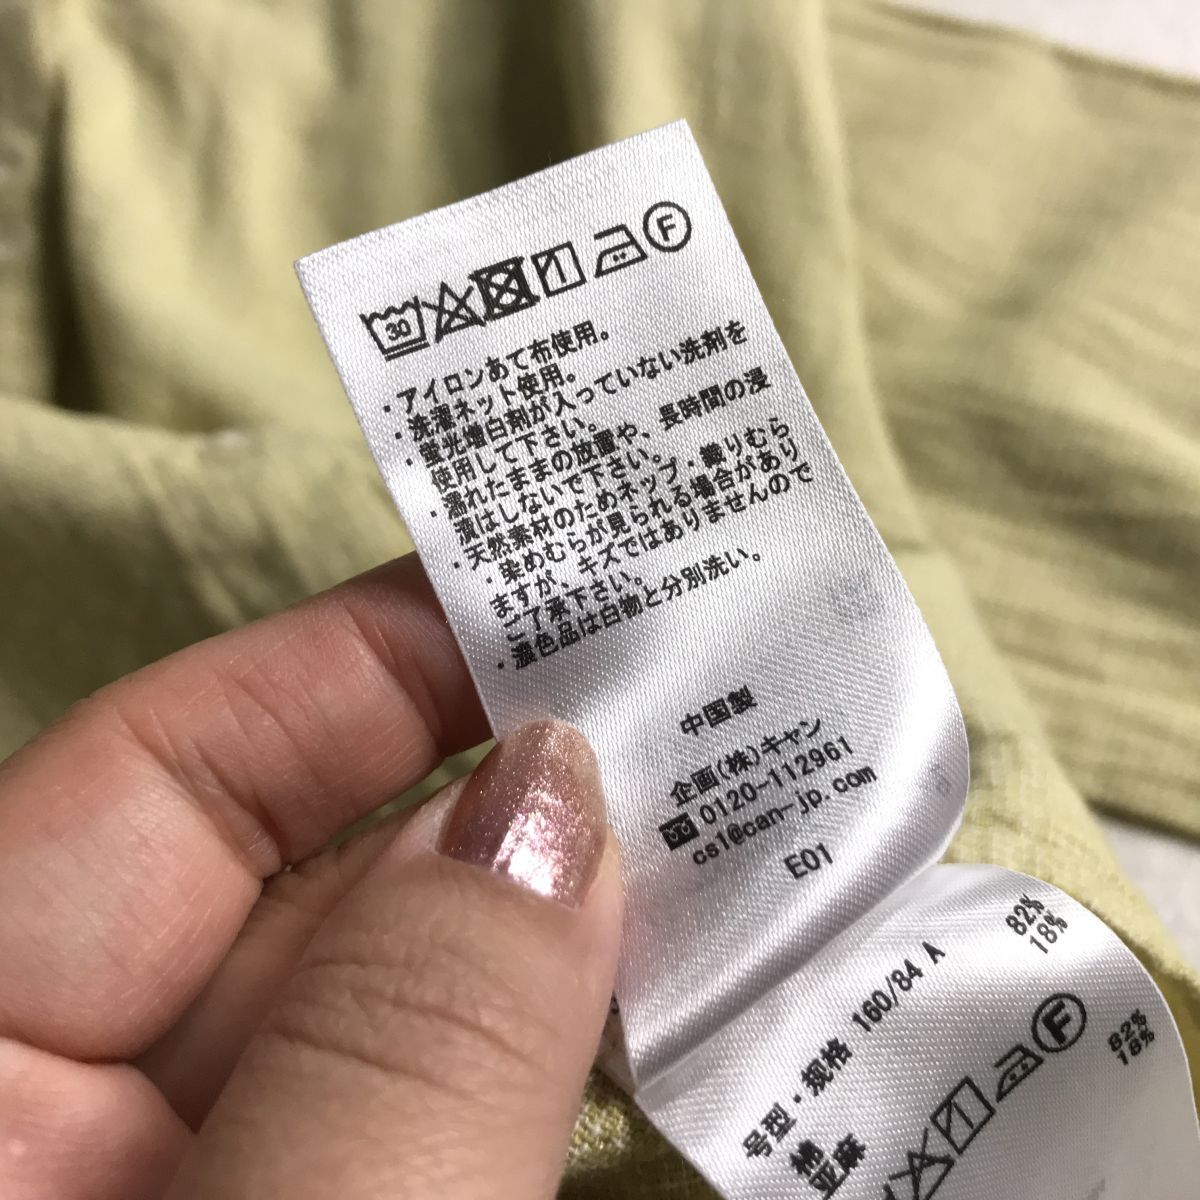 30
F
・アイロンあて布使用。
・洗濯ネット使用。
・蛍光増白剤が入っていない洗剤を
使用して下さい。
・濡れたままの放置や、長時間の浸
漬はしないで下さい。
・天然素材のためネップ・織りむら
・染めむらが見られる場合があり
ますが、キズではありませんので
ご了承下さい。
・濃色品は白物と分別洗い。
中国製
企画(株)キャン
0120-112961
cs1@can-jp.com
E01
82%
18%
号型・规格 160/84 A
棉 82%
亚麻 18%
F